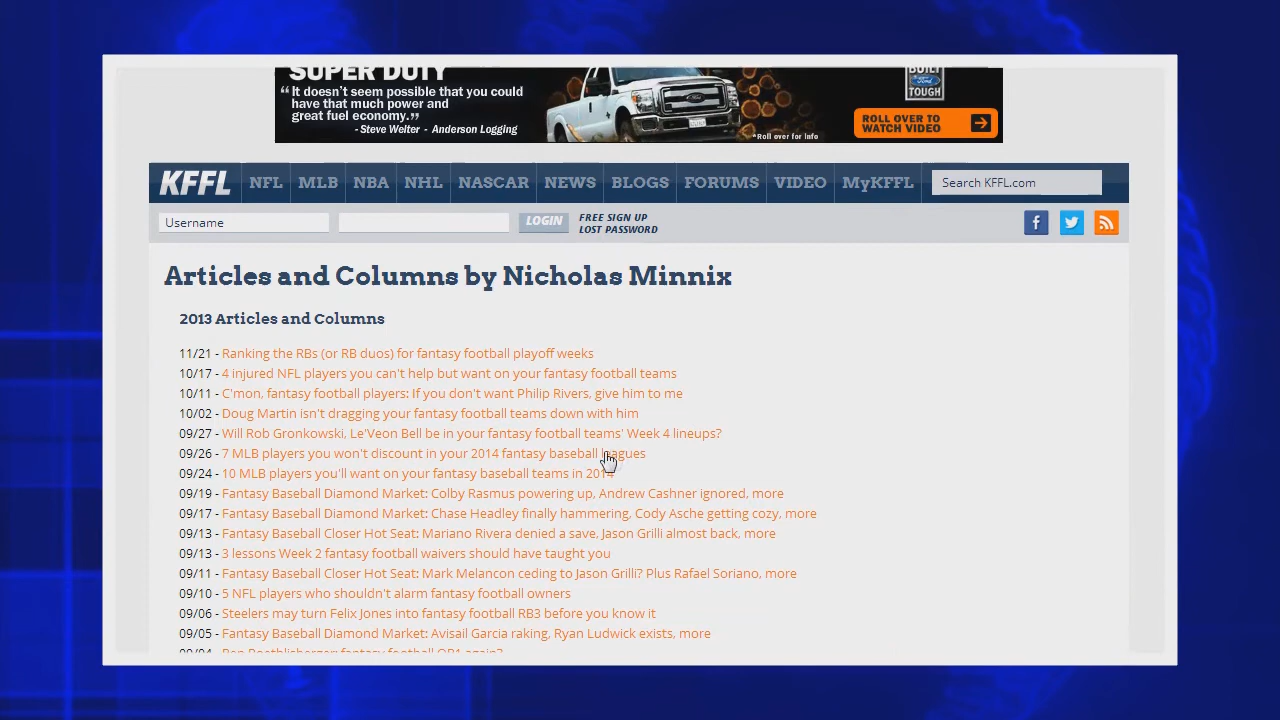 SUPER DUTY
“It doesn’t seem possible that you could
have that much power and
great fuel economy.”
- Steve Welter - Anderson Logging
BUILT
Ford
TOUGH
ROLL OVER TO
WATCH VIDEO
*Roll over for Info
KFFL NFL MLB NBA NHL NASCAR NEWS BLOGS FORUMS VIDEO MyKFFL Search KFFL.com
Username LOGIN FREE SIGN UP
LOST PASSWORD
Articles and Columns by Nicholas Minnix
2013 Articles and Columns
11/21 - Ranking the RBs (or RB duos) for fantasy football playoff weeks
10/17 - 4 injured NFL players you can't help but want on your fantasy football teams
10/11 - C'mon, fantasy football players: If you don't want Philip Rivers, give him to me
10/02 - Doug Martin isn't dragging your fantasy football teams down with him
09/27 - Will Rob Gronkowski, Le'Veon Bell be in your fantasy football teams' Week 4 lineups?
09/26 - 7 MLB players you won't discount in your 2014 fantasy baseball leagues
09/24 - 10 MLB players you'll want on your fantasy baseball teams in 2014
09/19 - Fantasy Baseball Diamond Market: Colby Rasmus powering up, Andrew Cashner ignored, more
09/17 - Fantasy Baseball Diamond Market: Chase Headley finally hammering, Cody Asche getting cozy, more
09/13 - Fantasy Baseball Closer Hot Seat: Mariano Rivera denied a save, Jason Grilli almost back, more
09/13 - 3 lessons Week 2 fantasy football waivers should have taught you
09/11 - Fantasy Baseball Closer Hot Seat: Mark Melancon ceding to Jason Grilli? Plus Rafael Soriano, more
09/10 - 5 NFL players who shouldn't alarm fantasy football owners
09/06 - Steelers may turn Felix Jones into fantasy football RB3 before you know it
09/05 - Fantasy Baseball Diamond Market: Avisail Garcia raking, Ryan Ludwick exists, more
09/04 - Ben Roethlisberger: fantasy football QB1 again?